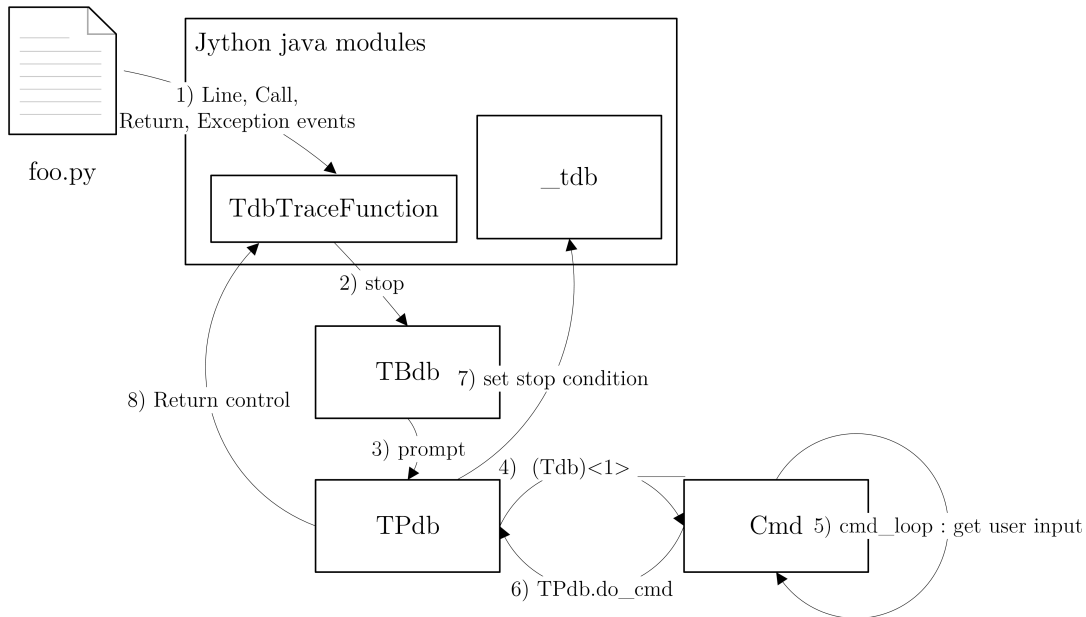 Jython java modules
1) Line, Call,
Return, Exception events
foo.py
_tdb
TdbTraceFunction
2) stop
TBdb
7) set stop condition
8) Return control
3) prompt
4)  (Tdb)<1>
TPdb
Cmd
5) cmd_loop : get user input
6) TPdb.do_cmd